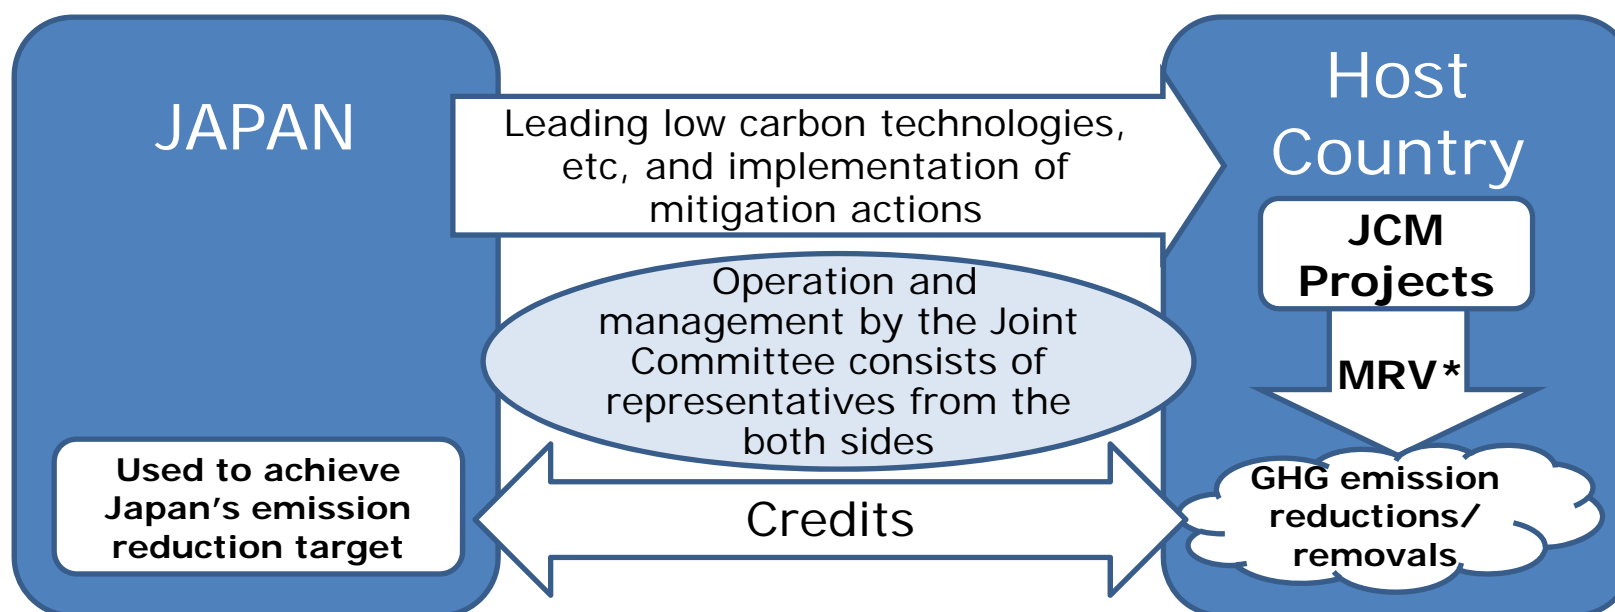 JAPAN
Leading low carbon technologies,
etc, and implementation of
mitigation actions
Host
Country
JCM
Projects
Operation and
management by the Joint
Committee consists of
representatives from the
both sides
MRV*
Used to achieve
Japan's emission
reduction target
Credits
GHG emission
reductions/
removals